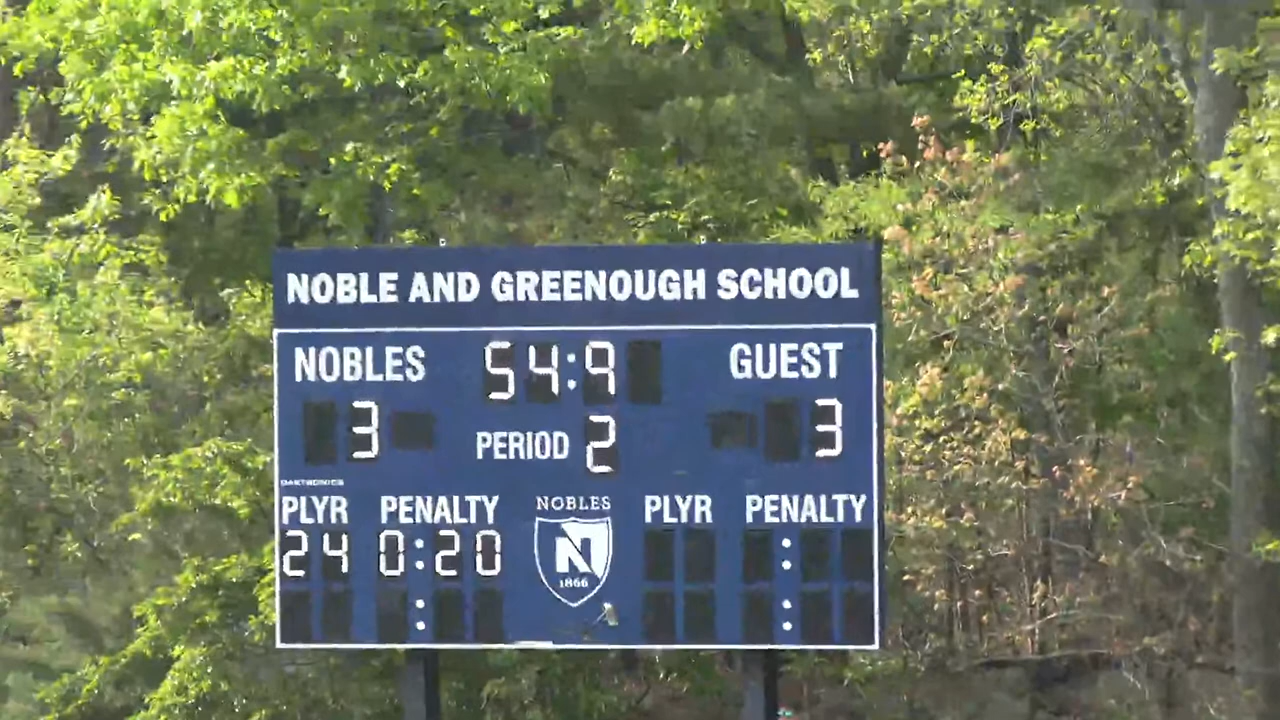 NOBLE AND GREENOUGH SCHOOL
NOBLES 54:9 GUEST
3 PERIOD 2 3
DAKTRONICS
PLYR PENALTY NOBLES PLYR PENALTY
24 0:20 N :
: 1866 :